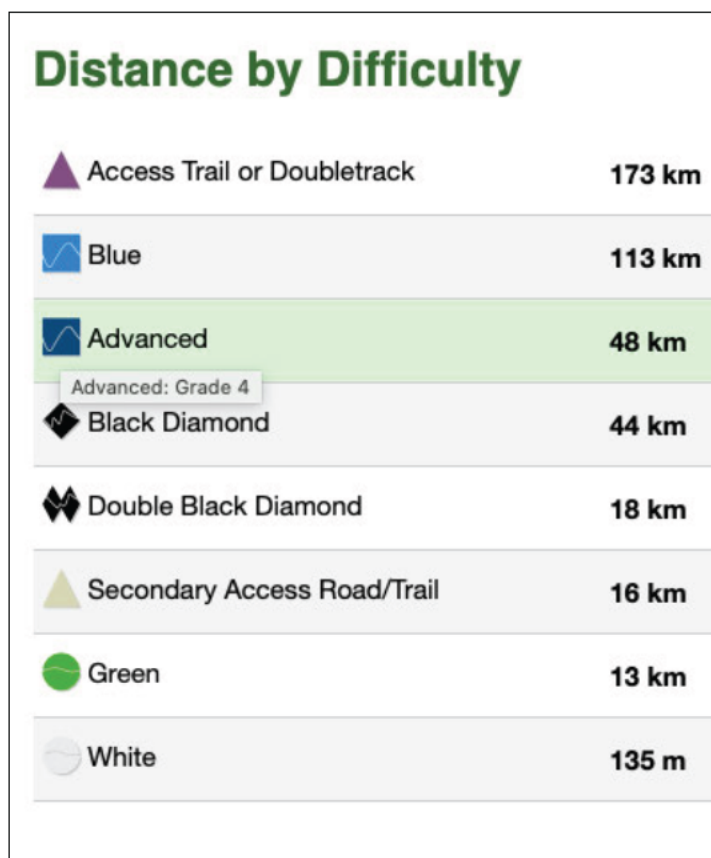 Distance by Difficulty
Access Trail or Doubletrack 173 km
Blue 113 km
Advanced 48 km
Advanced: Grade 4
Black Diamond 44 km
Double Black Diamond 18 km
Secondary Access Road/Trail 16 km
Green 13 km
White 135 m